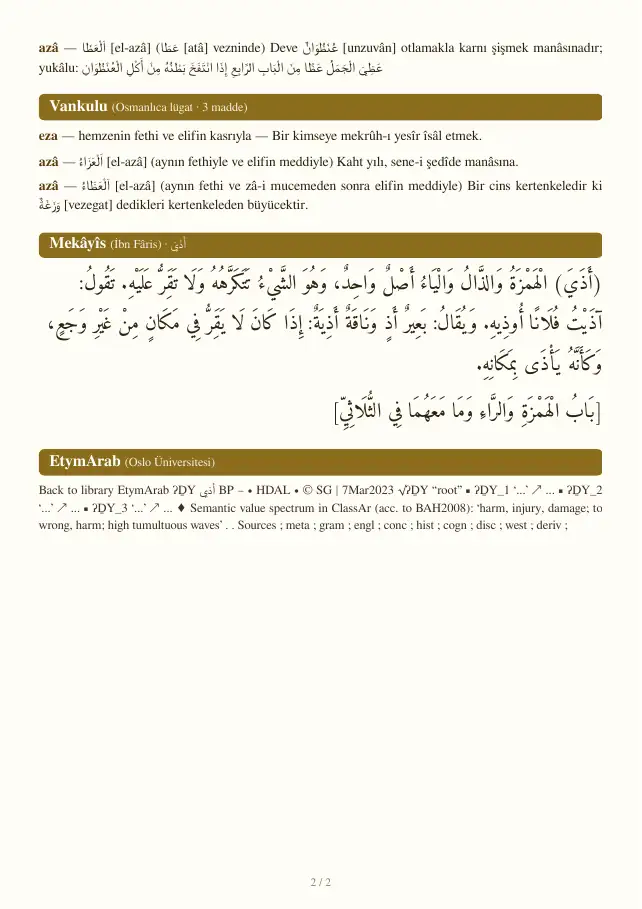 azâ — اَلْعَظَا [el-azâ] (عَطَا [atâ] vezninde) Deve عُنْظُوَانٌ [unzuvân] otlamakla karnı şişmek manâsınadır;
yukâlu: عَظِيَ الْجَمَلُ عَظًا مِنَ الْبَابِ الرَّابِعِ إِذَا انْتَفَخَ بَطْنُهُ مِنْ أَكْلِ الْعُنْظُوَانِ
Vankulu (Osmanlıca lügat · 3 madde)
eza — hemzenin fethi ve elifin kasrıyla — Bir kimseye mekrûh-ı yesîr îsâl etmek.
azâ — اَلْعَزَاءُ [el-azâ] (aynın fethiyle ve elifin meddiyle) Kaht yılı, sene-i şedîde manâsına.
azâ — اَلْعَظَاءُ [el-azâ] (aynın fethi ve zâ-i mucemeden sonra elifin meddiyle) Bir cins kertenkeledir ki
وَزَغَةٌ [vezegat] dedikleri kertenkeleden büyücektir.
Mekâyîs (İbn Fâris) · أذي
(أَذَيَ) الْهَمْزَةُ وَالذَّالُ وَالْيَاءُ أَصْلٌ وَاحِدٌ، وَهُوَ الشَّيْءُ تَتَكَرَّهُهُ وَلَا تَقَرُّ عَلَيْهِ. تَقُولُ:
آذَيْتُ فُلَانًا أُوذِيهِ. وَيُقَالُ: بَعِيرٌ أَذٍ وَنَاقَةٌ أَذِيَةٌ: إِذَا كَانَ لَا يَقِرُّ فِي مَكَانٍ مِنْ غَيْرِ وَجَعٍ،
وَكَأَنَّهُ يَأْذَى بِمَكَانِهِ.
[بَابُ الْهَمْزَةِ وَالرَّاءِ وَمَا مَعَهُمَا فِي الثُّلَاثِيِّ]
EtymArab (Oslo Üniversitesi)
Back to library EtymArab ʔḎY أذي BP – • HDAL • © SG | 7Mar2023 √ʔḎY “root” ▪ ʔḎY_1 ‘...’ ↗ ... ▪ ʔḎY_2
‘...’ ↗ ... ▪ ʔḎY_3 ‘...’ ↗ ... ♦ Semantic value spectrum in ClassAr (acc. to BAH2008): ‘harm, injury, damage; to
wrong, harm; high tumultuous waves’ . . Sources ; meta ; gram ; engl ; conc ; hist ; cogn ; disc ; west ; deriv ;
2 / 2